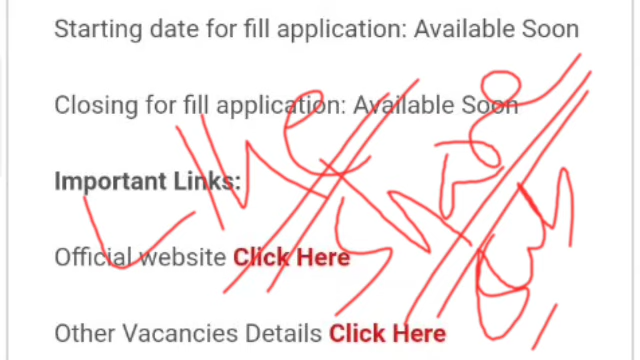 Starting date for fill application: Available Soon
Closing for fill application: Available Soon
Important Links:
Official website Click Here
Other Vacancies Details Click Here